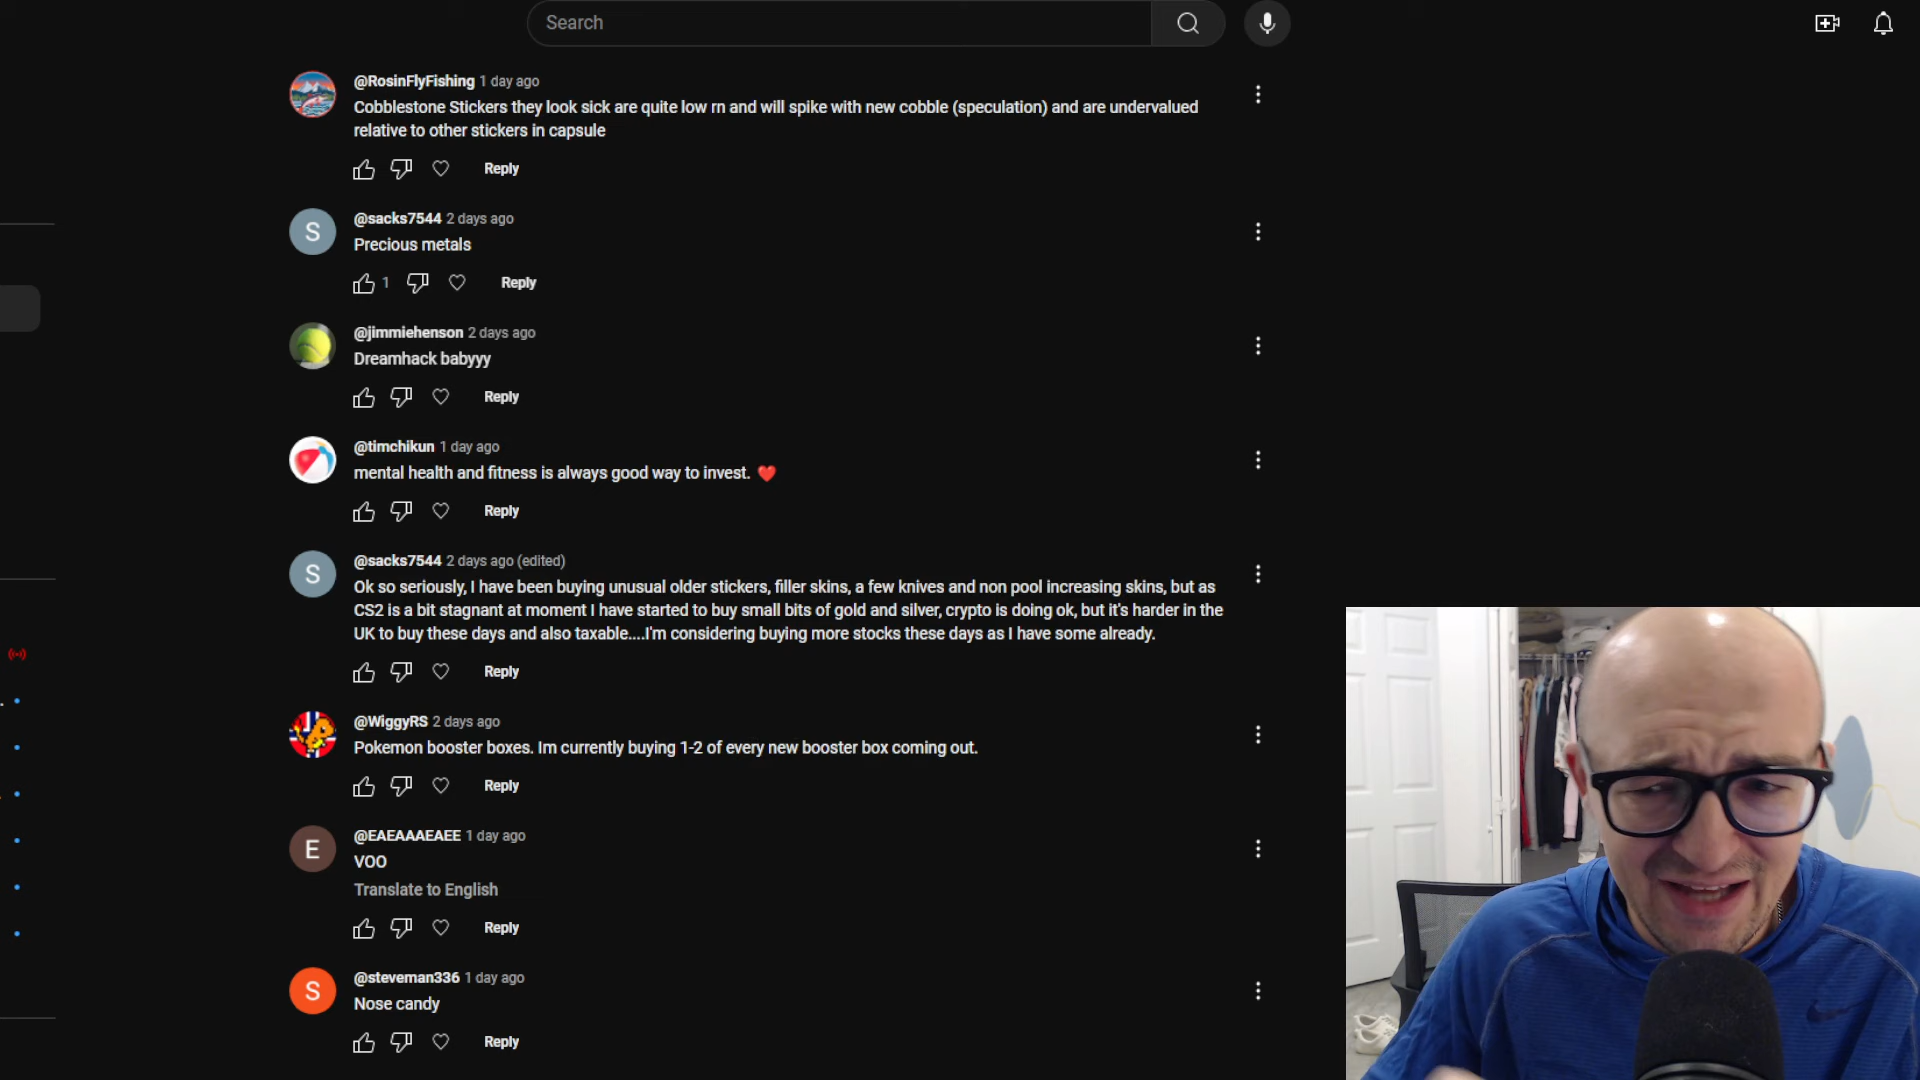 Search
@RosinFlyFishing 1 day ago
Cobblestone Stickers they look sick are quite low rn and will spike with new cobble (speculation) and are undervalued
relative to other stickers in capsule
Reply
@sacks7544 2 days ago
Precious metals
1
Reply
@jimmiehenson 2 days ago
Dreamhack babyyy
Reply
@timchikun 1 day ago
mental health and fitness is always good way to invest. ❤️
Reply
@sacks7544 2 days ago (edited)
Ok so seriously, I have been buying unusual older stickers, filler skins, a few knives and non pool increasing skins, but as
CS2 is a bit stagnant at moment I have started to buy small bits of gold and silver, crypto is doing ok, but it's harder in the
UK to buy these days and also taxable....I'm considering buying more stocks these days as I have some already.
Reply
@WiggyRS 2 days ago
Pokemon booster boxes. Im currently buying 1-2 of every new booster box coming out.
Reply
@EAEAAAEAEE 1 day ago
VOO
Translate to English
Reply
@steveman336 1 day ago
Nose candy
Reply
S
S
E
S